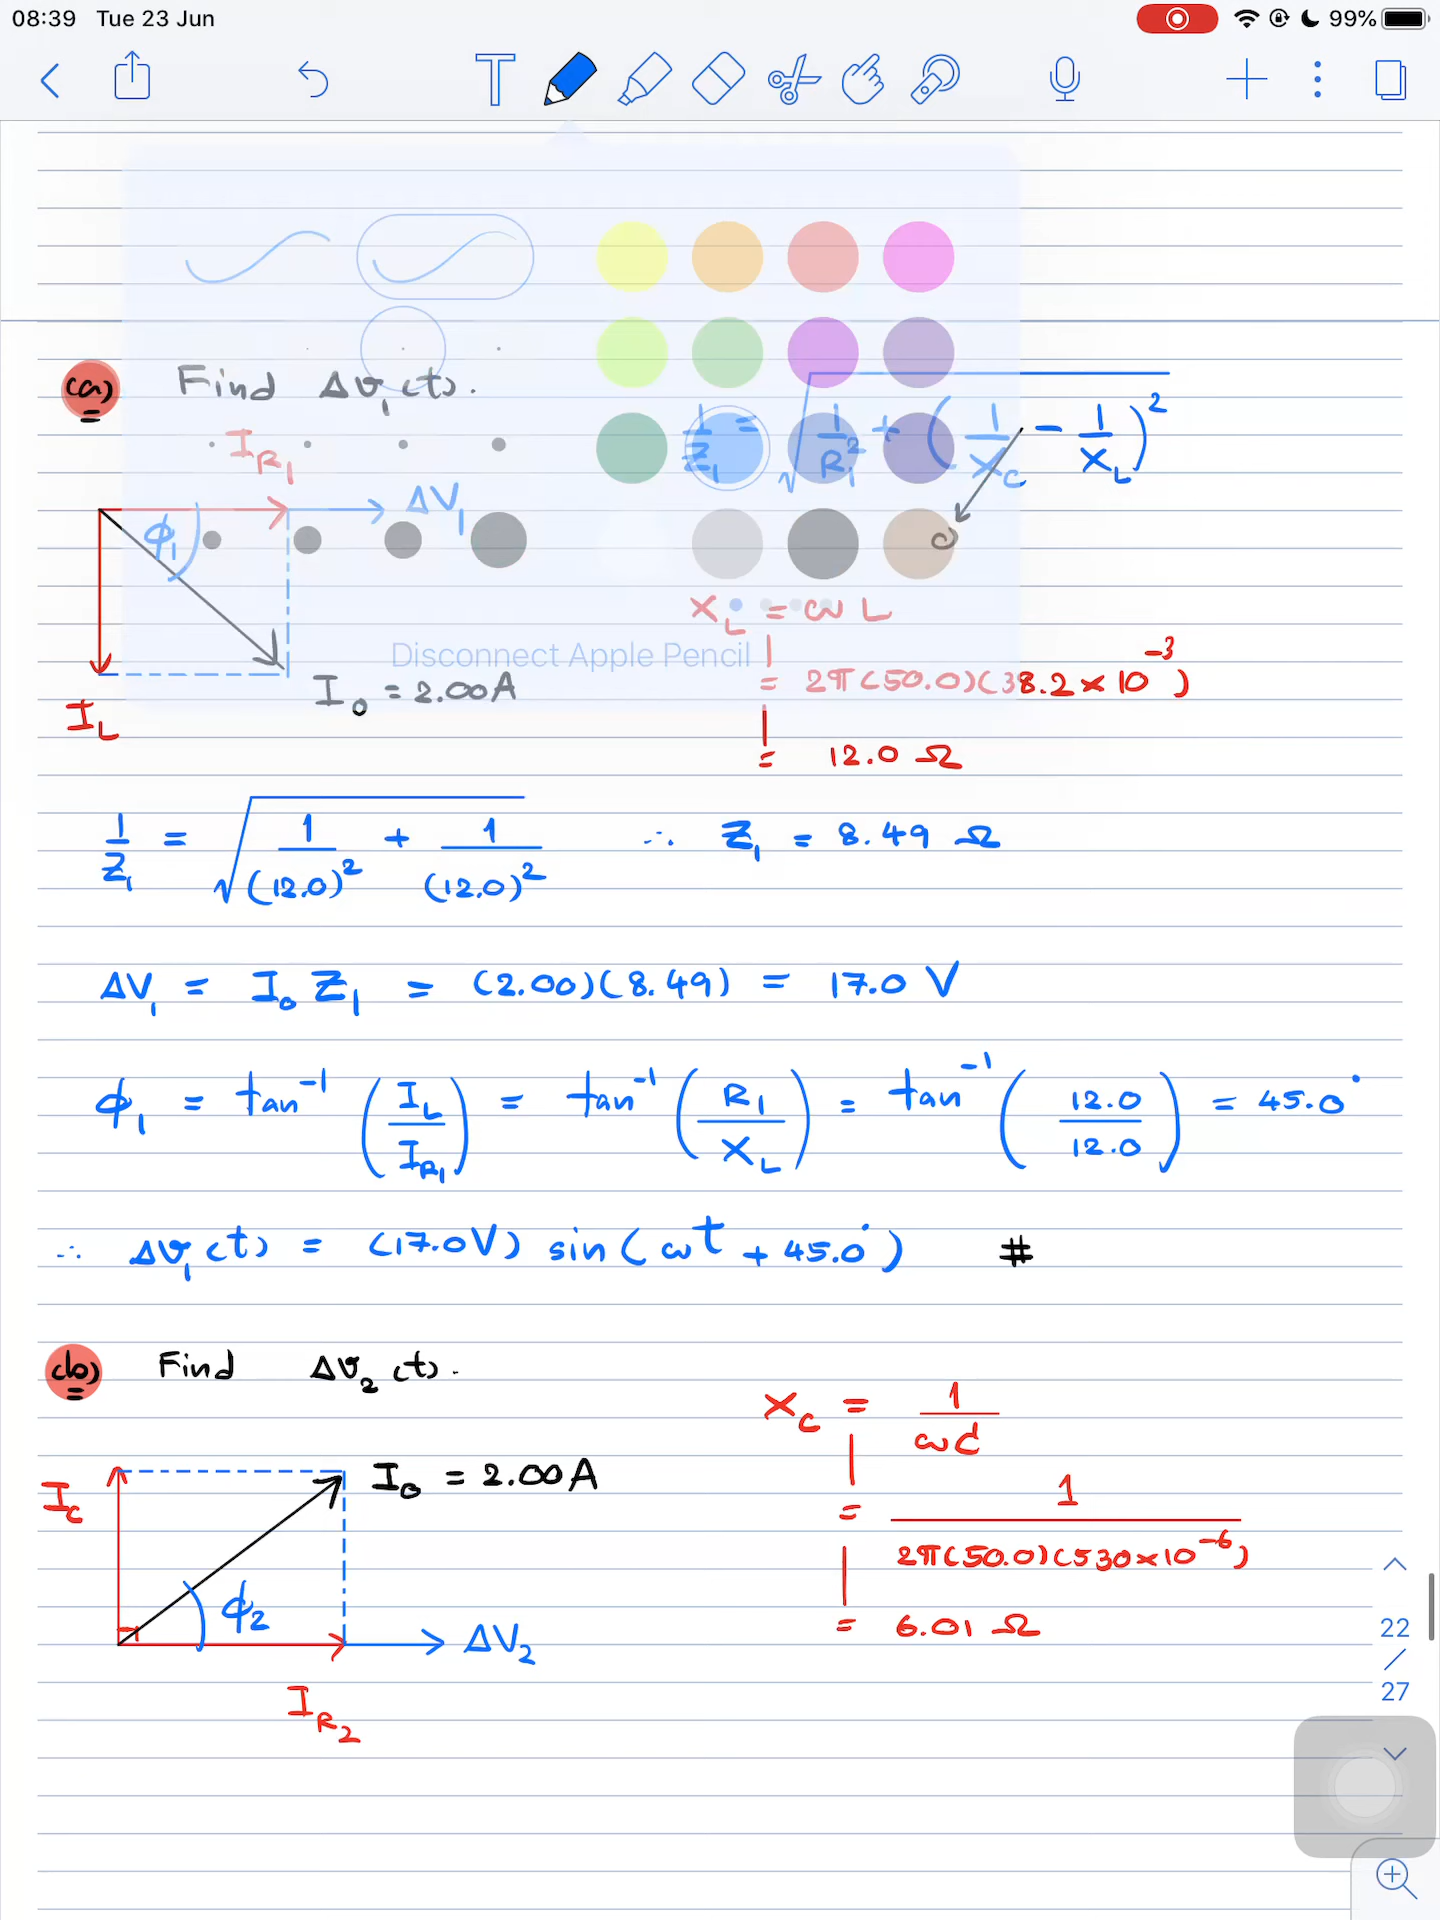 08:39 Tue 23 Jun 99%
T
(a) Find Δv₁(t).
1/Z₁ = √(1/R₁² + (1/X_C - 1/X_L)²)
I_R₁
ΔV₁
ϕ₁
0
X_L = ωL
Disconnect Apple Pencil
= 2π(50.0)(38.2×10⁻³)
I₀ = 2.00A
I_L
= 12.0 Ω
1/Z₁ = √(1/(12.0)² + 1/(12.0)²) ∴ Z₁ = 8.49 Ω
ΔV₁ = I₀Z₁ = (2.00)(8.49) = 17.0 V
ϕ₁ = tan⁻¹(I_L/I_R₁) = tan⁻¹(R₁/X_L) = tan⁻¹(12.0/12.0) = 45.0°
∴ Δv₁(t) = (17.0V) sin(ωt + 45.0°) #
(b) Find Δv₂(t).
X_C = 1/ωC
I_C
I₀ = 2.00A
= 1/2π(50.0)(530×10⁻⁶)
ϕ₂
= 6.01 Ω
ΔV₂
I_R₂
22
/
27